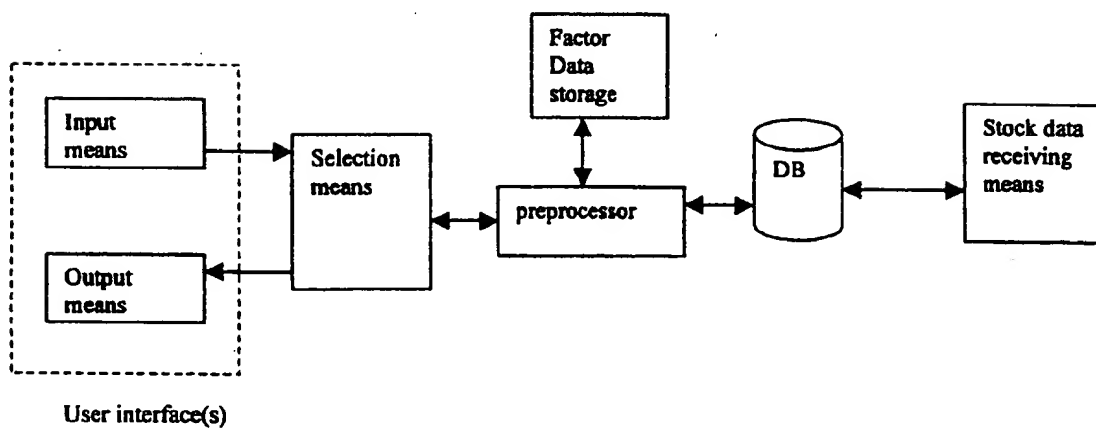 Factor
Data
storage
Input
means
Selection
means
DB
Stock data
receiving
means
preprocessor
Output
means
User interface(s)